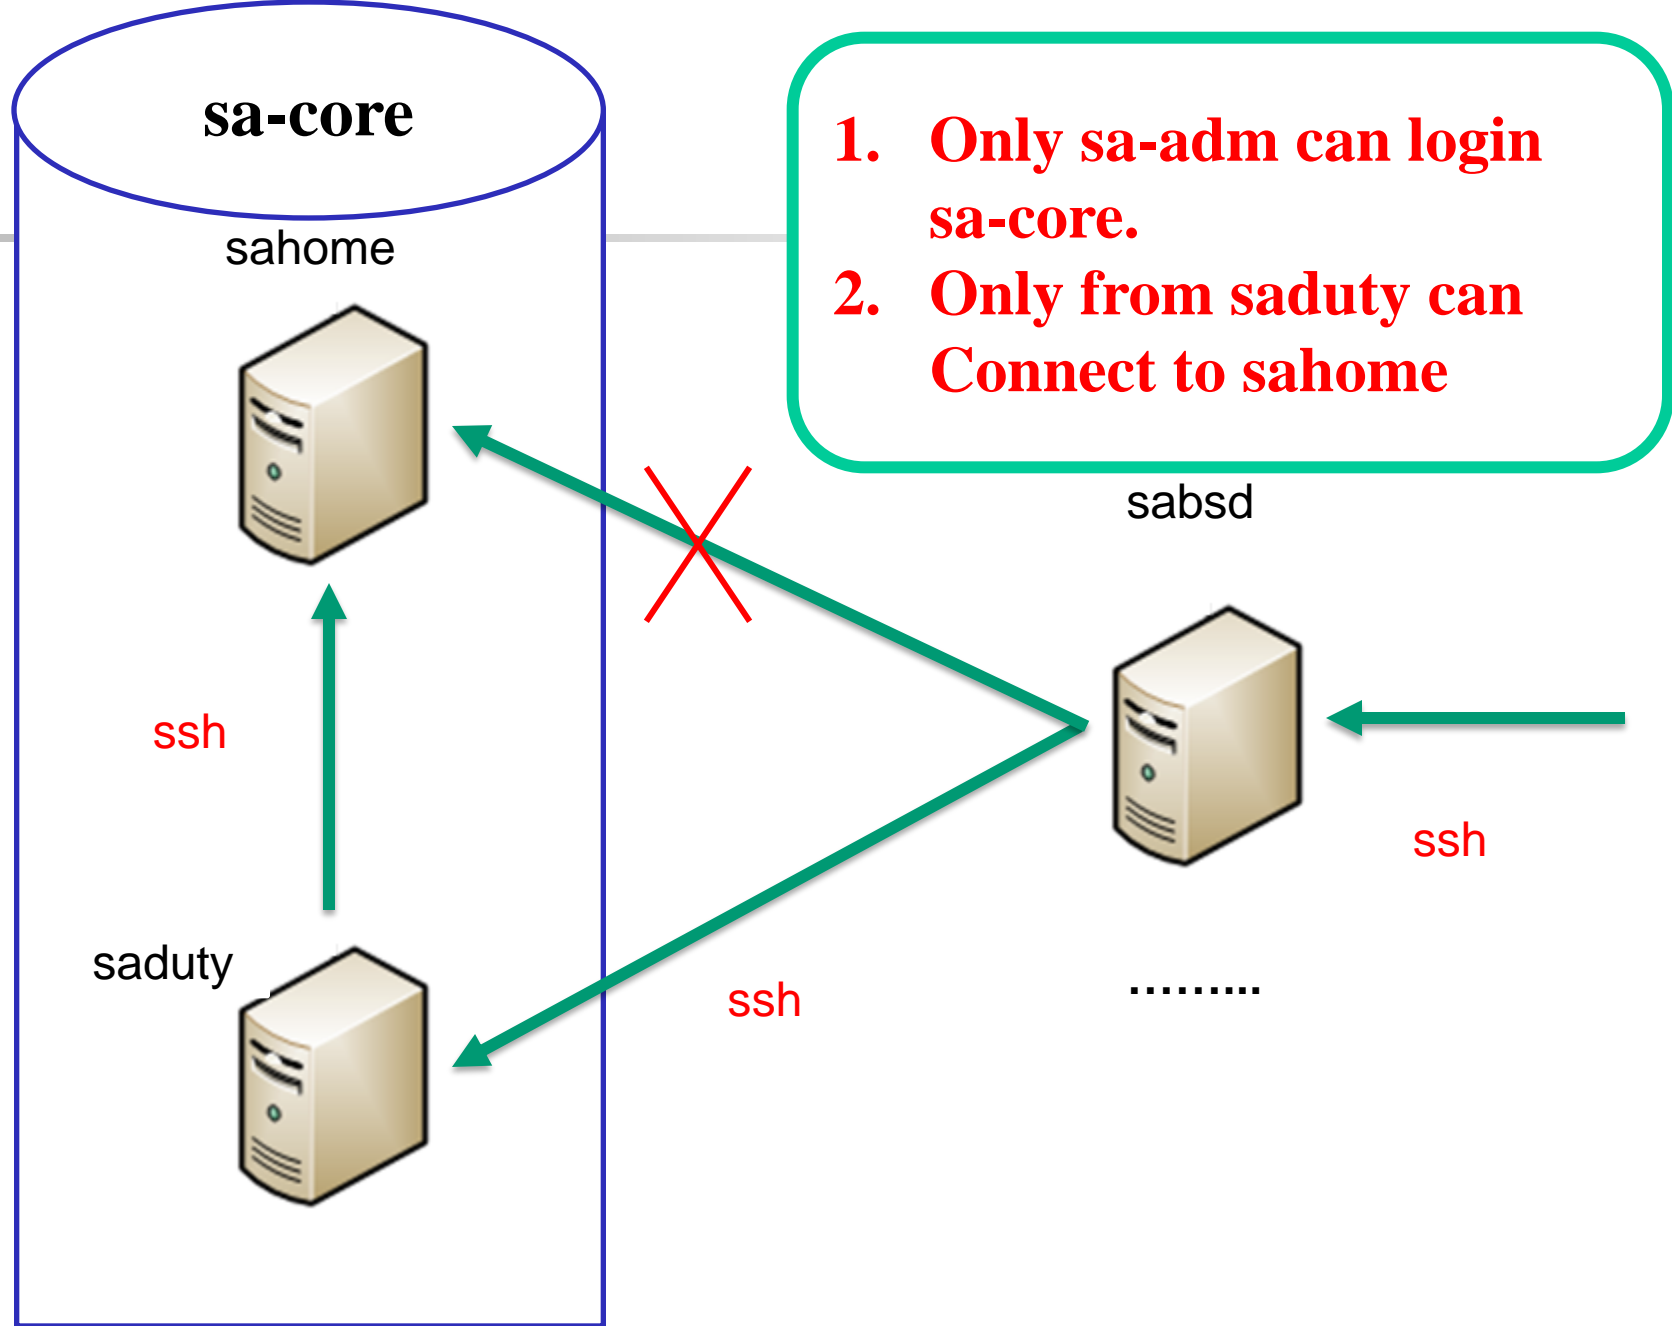 sa-core
1. Only sa-adm can login
sa-core.
2. Only from saduty can
Connect to sahome
sahome
sabsd
ssh
ssh
saduty
ssh
………...